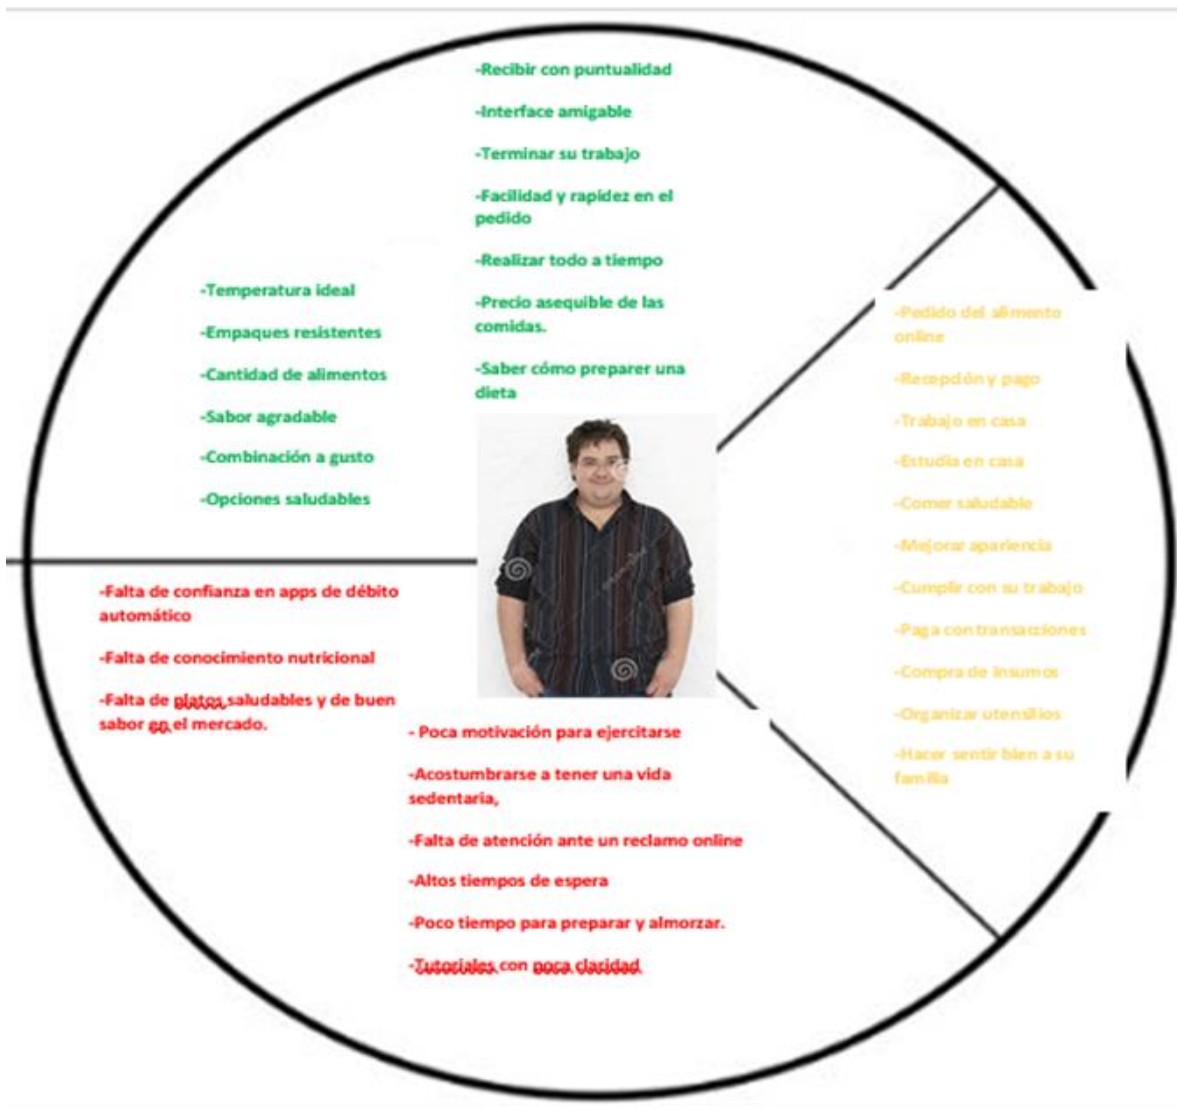 -Recibir con puntualidad
-Interface amigable
-Terminar su trabajo
-Facilidad y rapidez en el
pedido
-Realizar todo a tiempo
-Precio asequible de las
comidas.
-Saber cómo preparer una
dieta
-Temperatura ideal
-Empaques resistentes
-Cantidad de alimentos
-Sabor agradable
-Combinación a gusto
-Opciones saludables
-Pedido del alimento
online
-Recepción y pago
-Trabajo en casa
-Estudia en casa
-Comer saludable
-Mejorar apariencia
-Cumplir con su trabajo
-Paga con transacciones
-Compra de insumos
-Organizar utensilios
-Hacer sentir bien a su
familia
-Falta de confianza en apps de débito
automático
-Falta de conocimiento nutricional
-Falta de platos saludables y de buen
sabor en el mercado.
- Poca motivación para ejercitarse
-Acostumbrarse a tener una vida
sedentaria,
-Falta de atención ante un reclamo online
-Altos tiempos de espera
-Poco tiempo para preparar y almorzar.
-Tutoriales con poca claridad